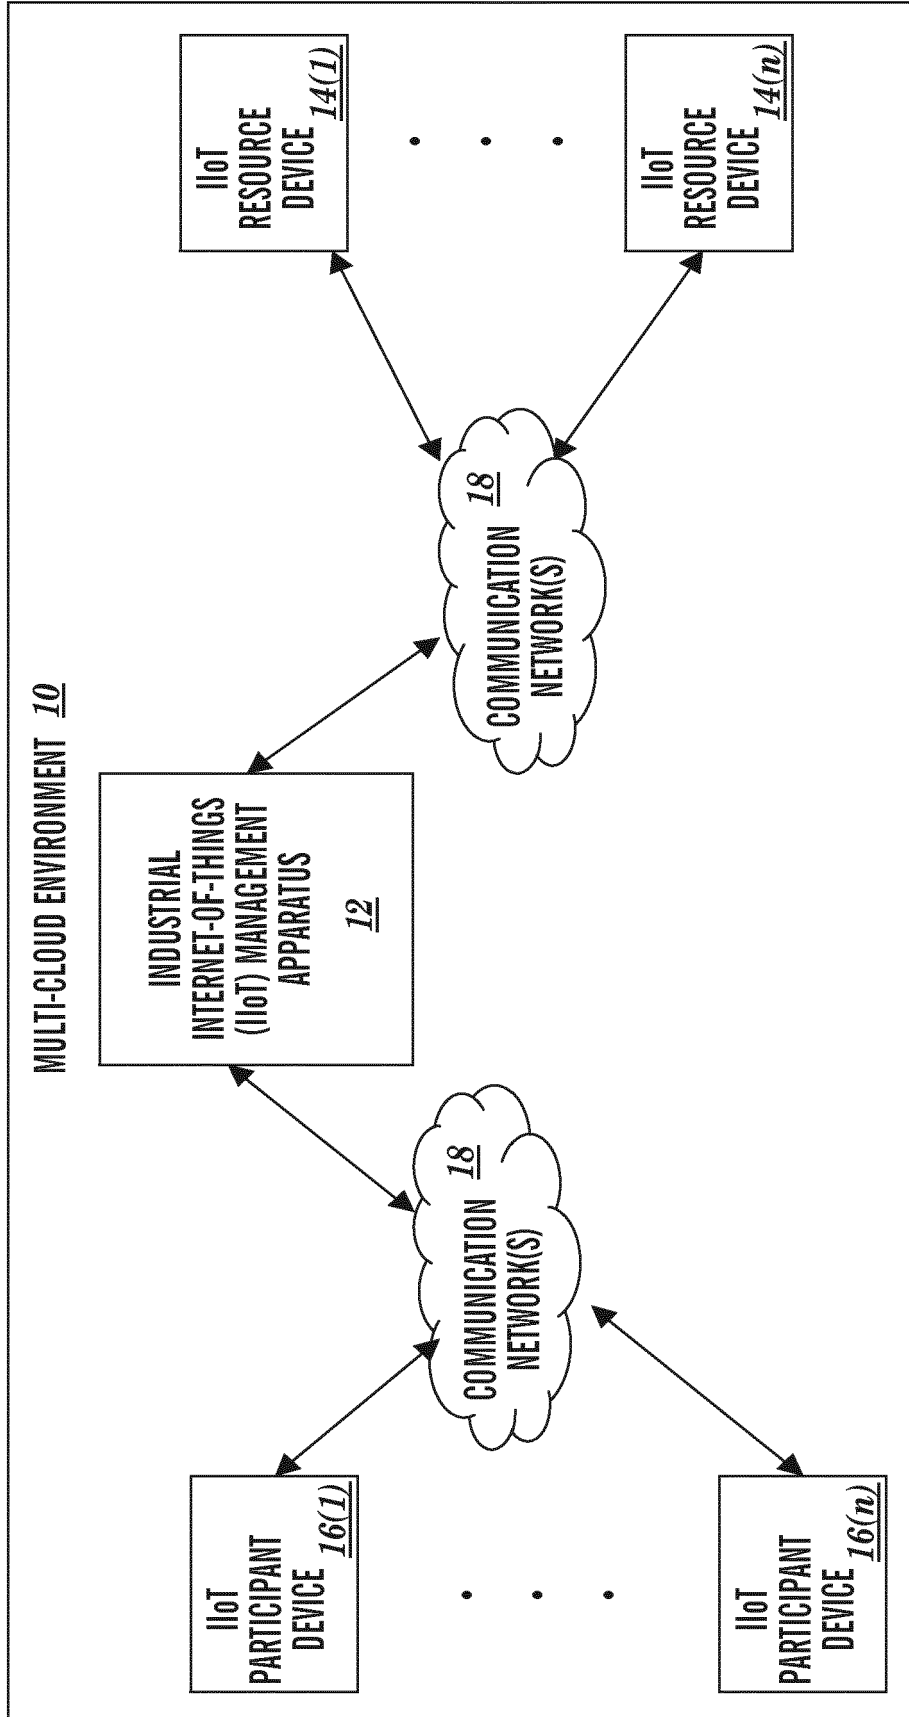 MULTI-CLOUD ENVIRONMENT 10
INDUSTRIAL
INTERNET-OF-THINGS
(IIoT) MANAGEMENT
APPARATUS
12
IIoT
PARTICIPANT
DEVICE
16(1)
IIoT
PARTICIPANT
DEVICE
16(n)
18
COMMUNICATION
NETWORK(S)
18
COMMUNICATION
NETWORK(S)
IIoT
RESOURCE
DEVICE
14(1)
IIoT
RESOURCE
DEVICE
14(n)